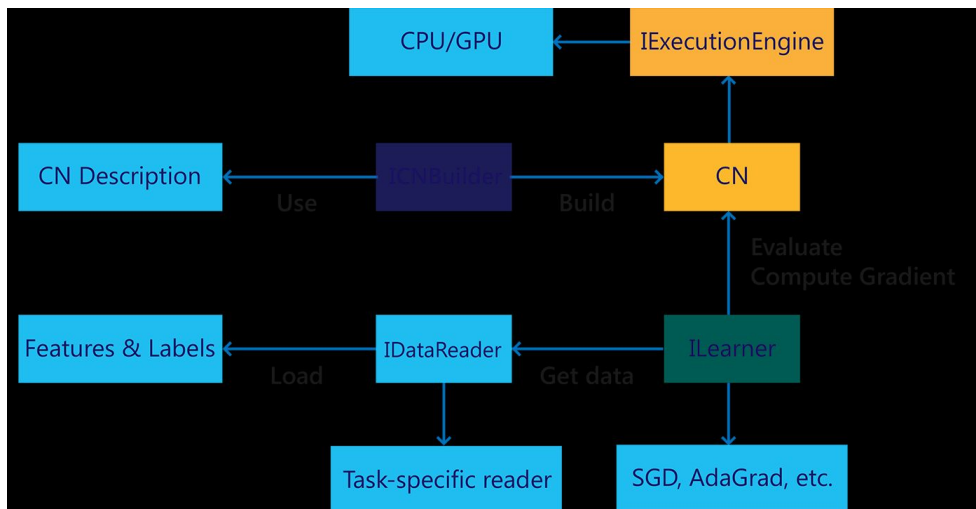 CPU/GPU
IExecutionEngine
CN Description
Use
ICNBuilder
Build
CN
Evaluate
Compute Gradient
Features & Labels
Load
IDataReader
Get data
ILearner
Task-specific reader
SGD, AdaGrad, etc.